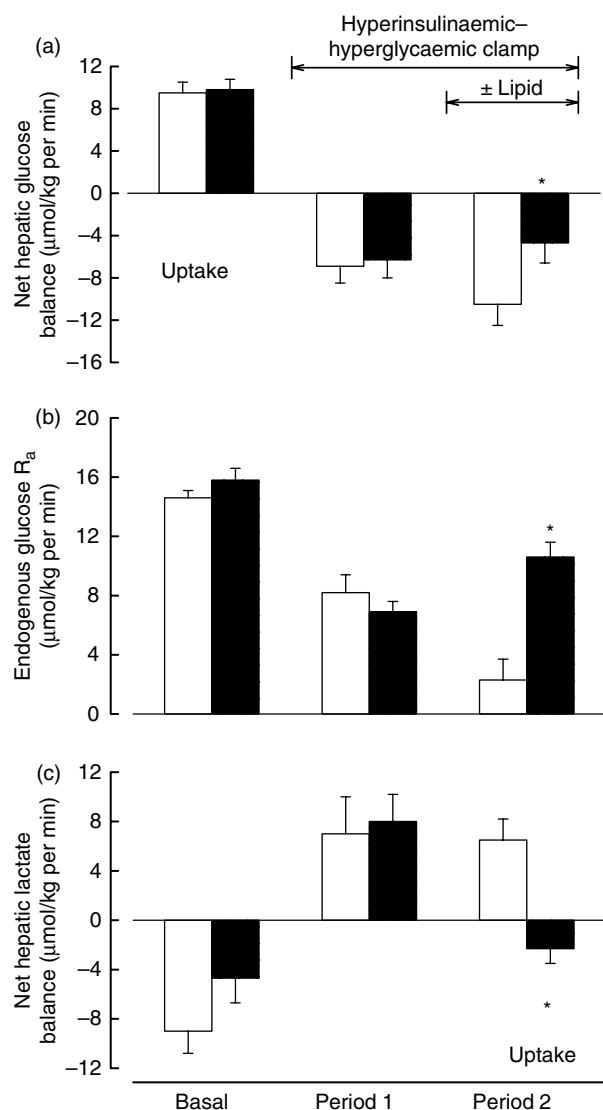 (a)
Hyperinsulinaemic–
hyperglycaemic clamp
± Lipid
Net hepatic glucose
balance (μmol/kg per min)
12
8
4
0
−4
−8
−12
−16
Uptake
*
(b)
Endogenous glucose Ra
(μmol/kg per min)
20
16
12
8
4
0
*
(c)
Net hepatic lactate
balance (μmol/kg per min)
12
8
4
0
−4
−8
−12
*
Uptake
Basal Period 1 Period 2